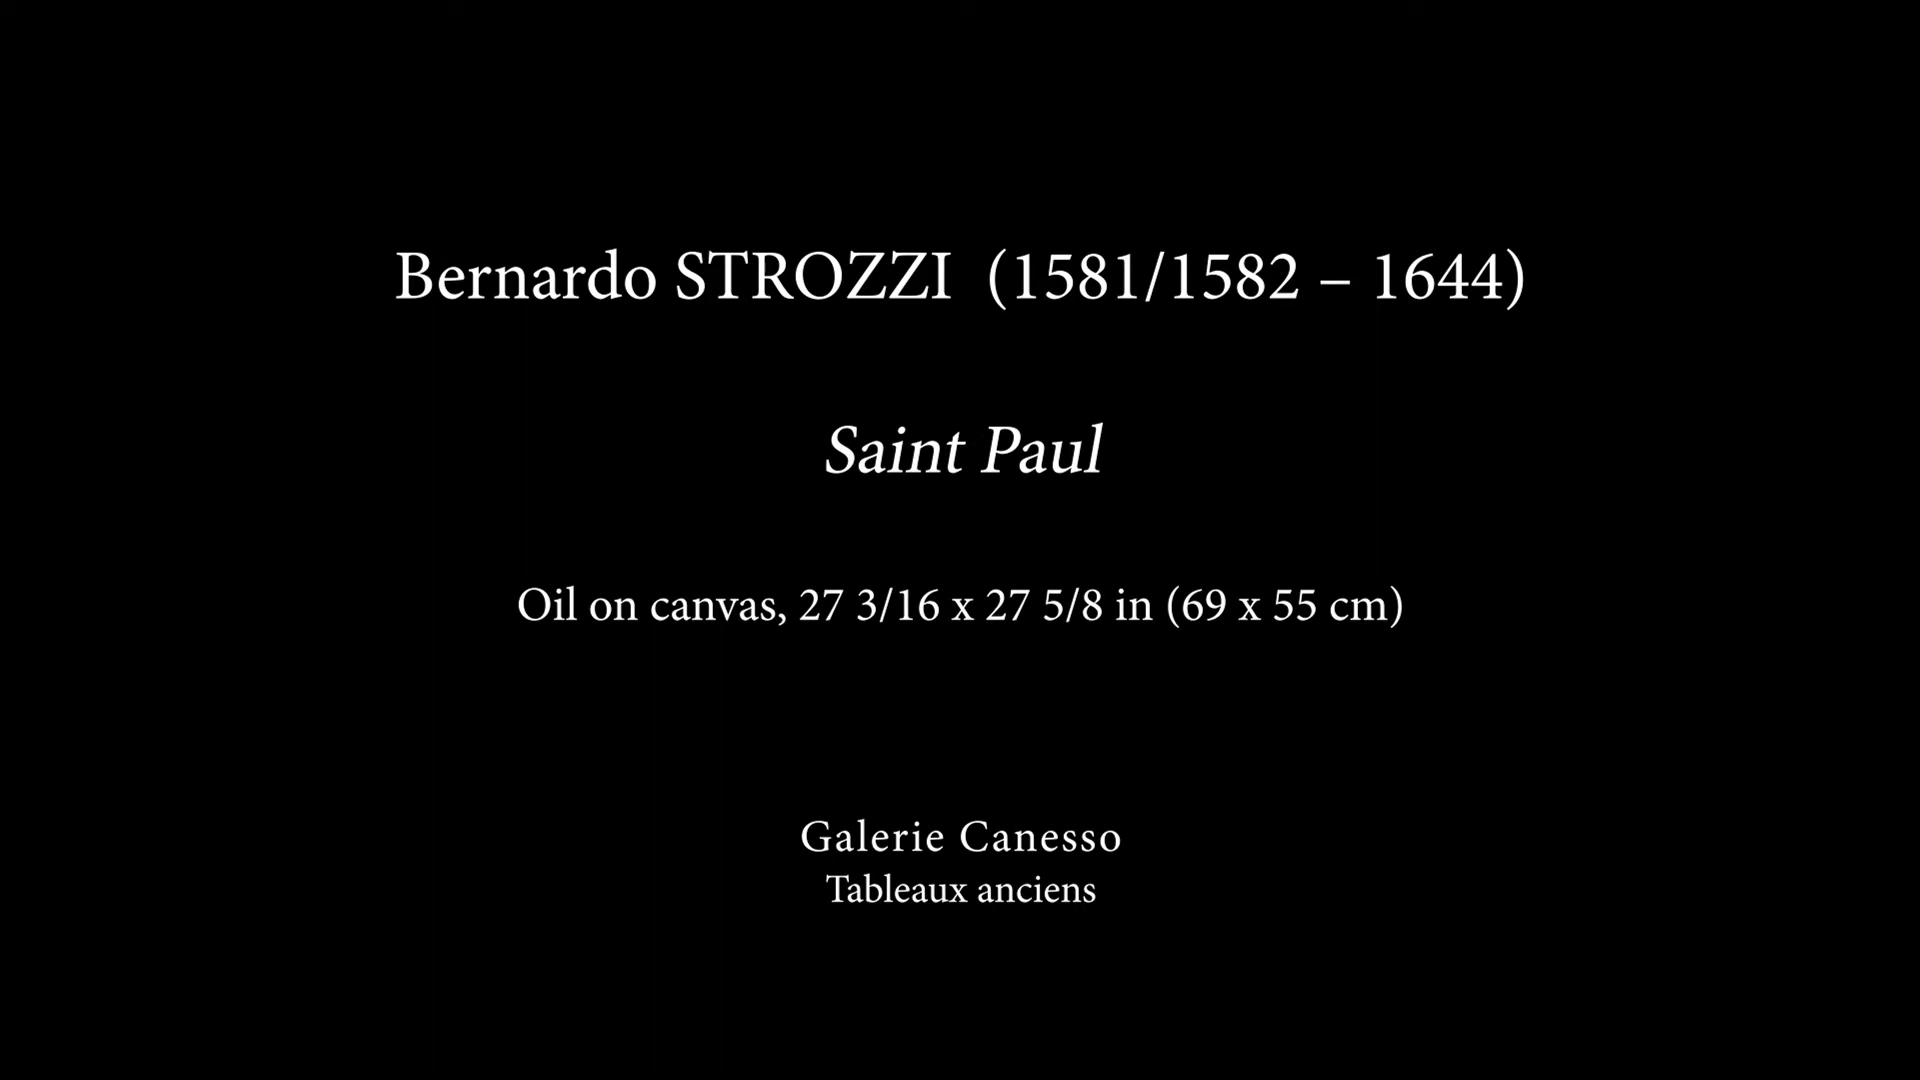 Bernardo STROZZI (1581/1582 – 1644)
Saint Paul
Oil on canvas, 27 3/16 x 27 5/8 in (69 x 55 cm)
Galerie Canesso
Tableaux anciens